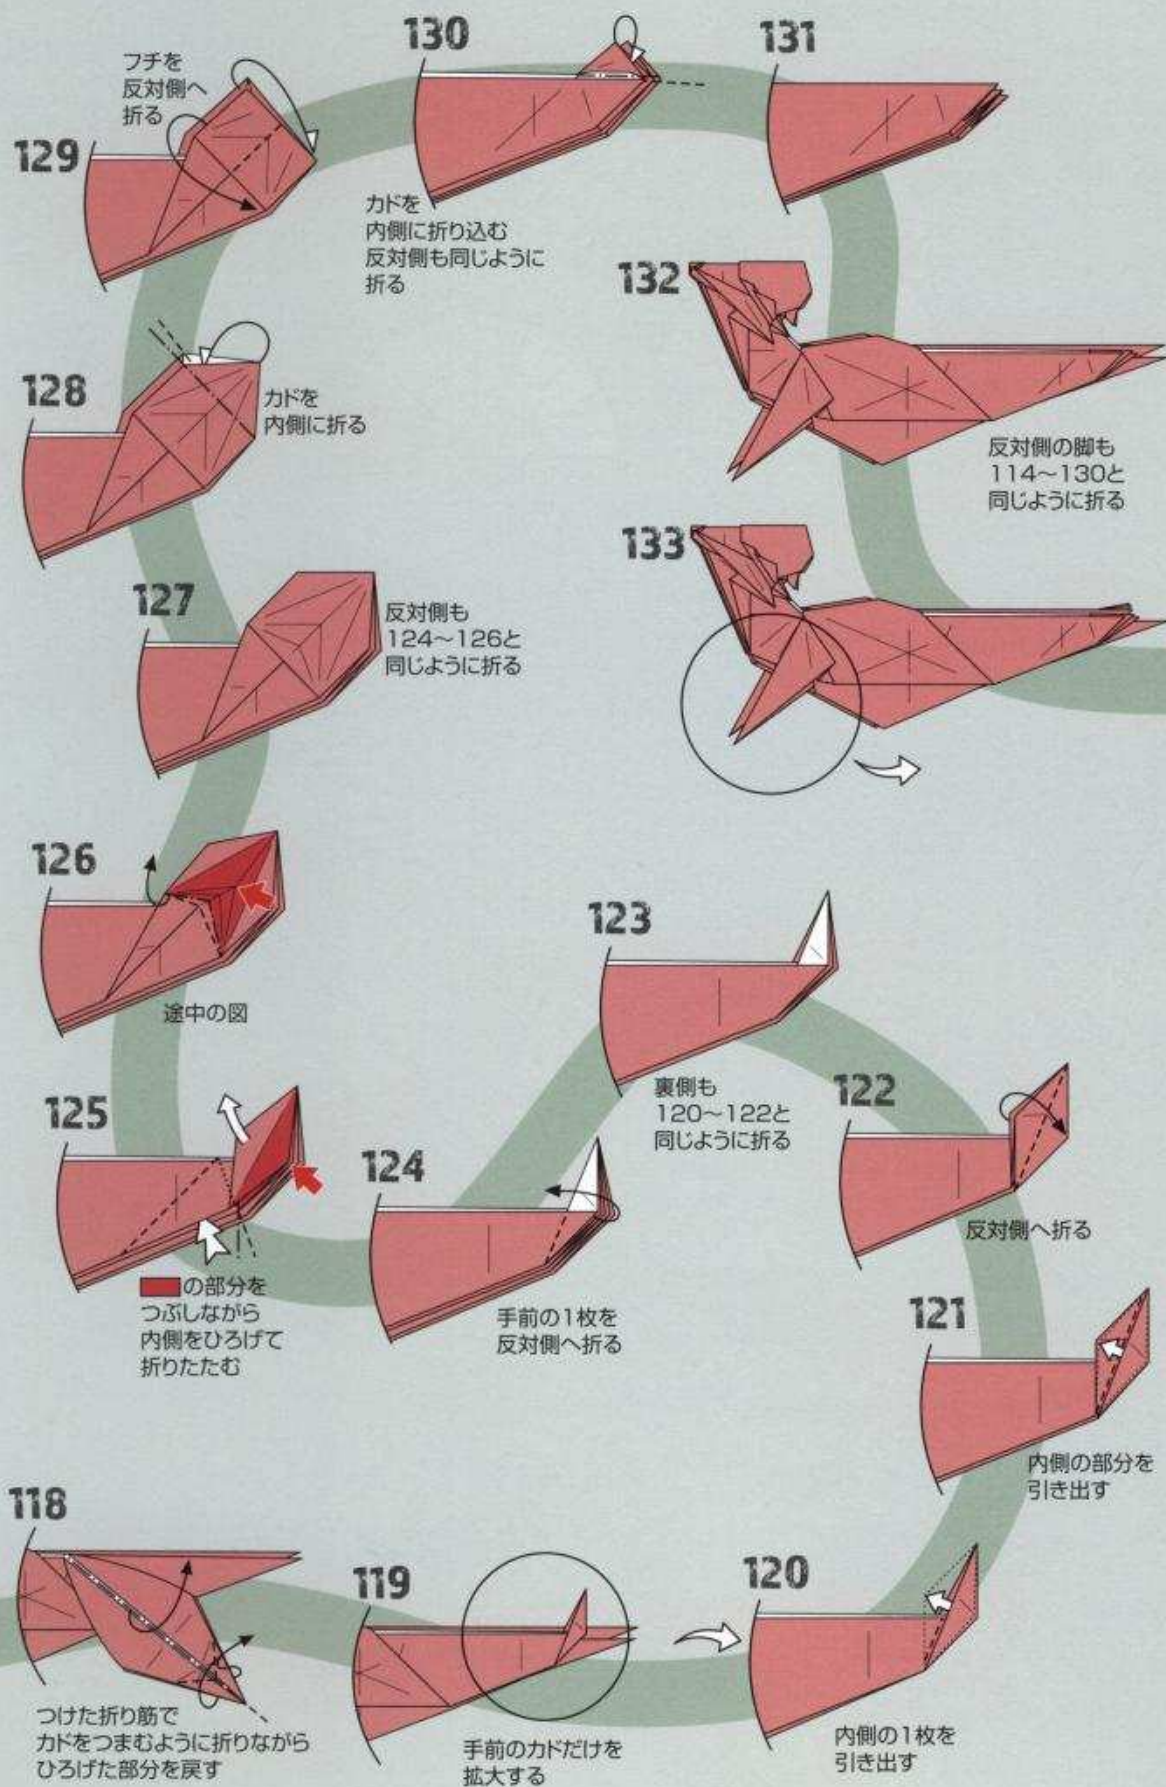 118
つけた折り筋で
カドをつまむように折りながら
ひろげた部分を戻す
119
手前のカドだけを
拡大する
120
内側の1枚を
引き出す
121
内側の部分を
引き出す
122
反対側へ折る
123
裏側も
120〜122と
同じように折る
124
手前の1枚を
反対側へ折る
125
の部分を
つぶしながら
内側をひろげて
折りたたむ
126
途中の図
127
反対側も
124〜126と
同じように折る
128
カドを
内側に折る
129
フチを
反対側へ
折る
130
カドを
内側に折り込む
反対側も同じように
折る
131
132
反対側の脚も
114〜130と
同じように折る
133